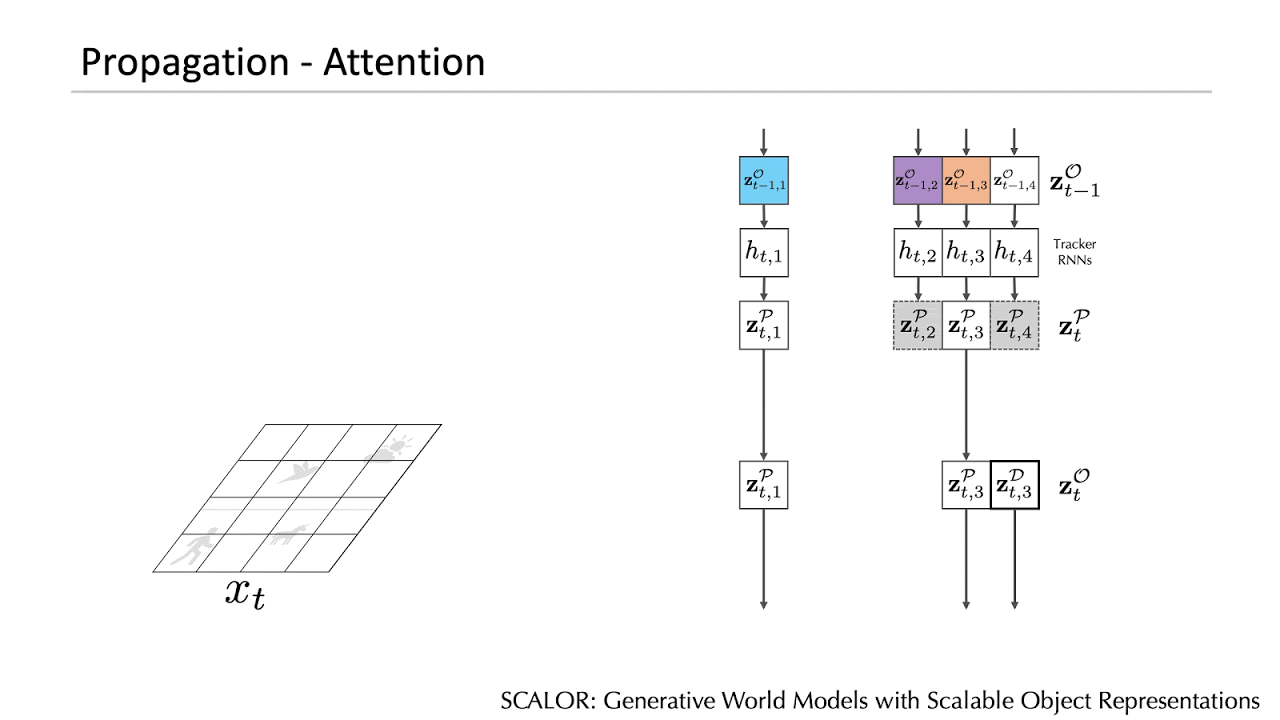 Propagation - Attention
𝐳^𝒪_{t−1,1} 𝐳^𝒪_{t−1,2} 𝐳^𝒪_{t−1,3} 𝐳^𝒪_{t−1,4} 𝐳^𝒪_{t−1}
h_{t,1} h_{t,2} h_{t,3} h_{t,4} Tracker
RNNs
𝐳^𝒫_{t,1} 𝐳^𝒫_{t,2} 𝐳^𝒫_{t,3} 𝐳^𝒫_{t,4} 𝐳^𝒫_t
𝐳^𝒫_{t,1} 𝐳^𝒫_{t,3} 𝐳^𝒟_{t,3} 𝐳^𝒪_t
x_t
SCALOR: Generative World Models with Scalable Object Representations